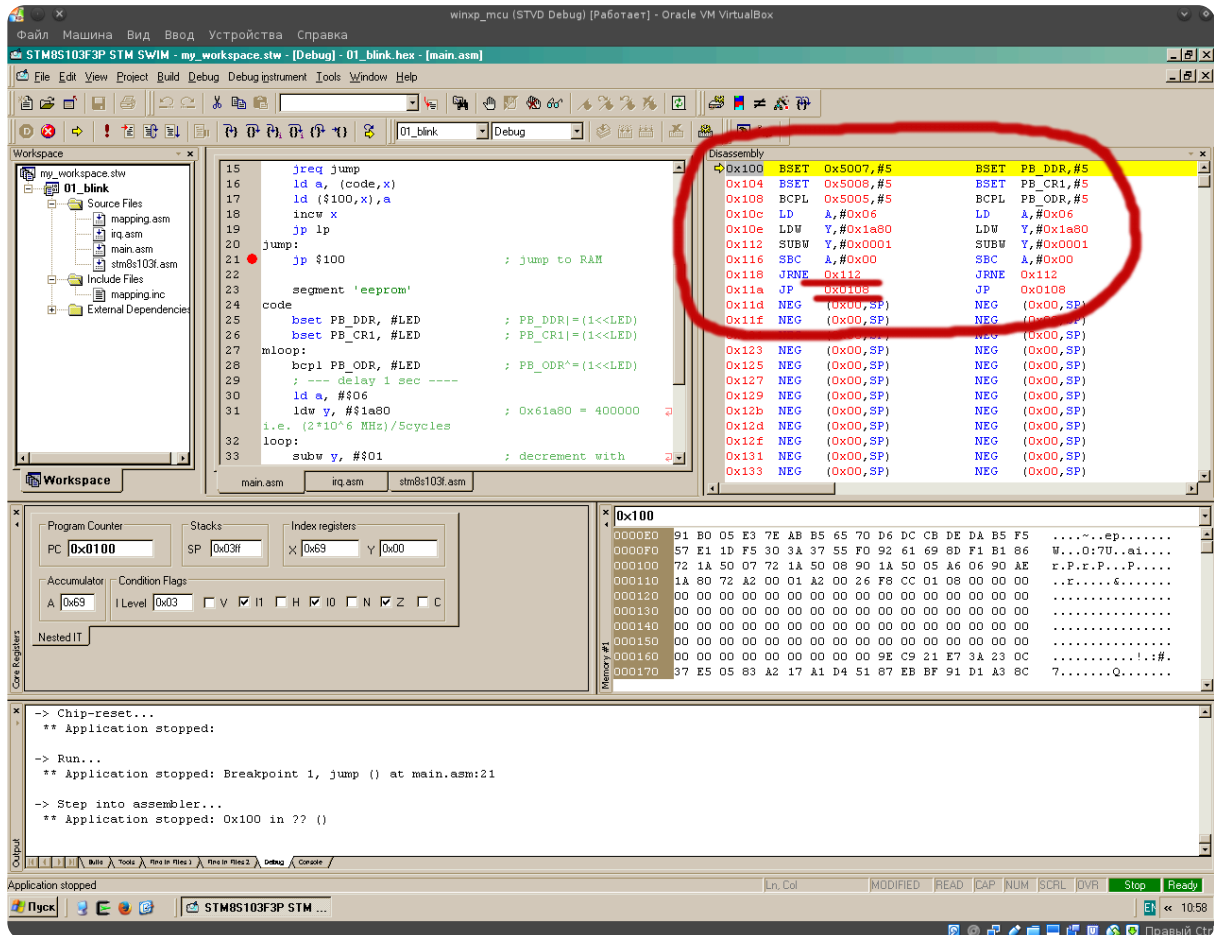 winxp_mcu (STVD Debug) [Работает] - Oracle VM VirtualBox
Файл Машина Вид Ввод Устройства Справка
STM8S103F3P STM SWIM - my_workspace.stw - [Debug] - 01_blink.hex - [main.asm]
File Edit View Project Build Debug Debug instrument Tools Window Help
01_blink Debug
Workspace
my_workspace.stw
01_blink
Source Files
mapping.asm
irq.asm
main.asm
stm8s103f.asm
Include Files
mapping.inc
External Dependencies
Workspace
15 jreq jump
16 ld a, (code,x)
17 ld ($100,x),a
18 incw x
19 jp lp
20 jump:
21 jp $100 ; jump to RAM
22
23 segment 'eeprom'
24 code
25 bset PB_DDR, #LED ; PB_DDR|=(1<<LED)
26 bset PB_CR1, #LED ; PB_CR1|=(1<<LED)
27 mloop:
28 bcpl PB_ODR, #LED ; PB_ODR^=(1<<LED)
29 ; --- delay 1 sec ----
30 ld a, #$06
31 ldw y, #$1a80 ; 0x61a80 = 400000
i.e. (2*10^6 MHz)/5cycles
32 loop:
33 subw y, #$01 ; decrement with
main.asm irq.asm stm8s103f.asm
Disassembly
0x100 BSET 0x5007,#5 BSET PB_DDR,#5
0x104 BSET 0x5008,#5 BSET PB_CR1,#5
0x108 BCPL 0x5005,#5 BCPL PB_ODR,#5
0x10c LD A,#0x06 LD A,#0x06
0x10e LDW Y,#0x1a80 LDW Y,#0x1a80
0x112 SUBW Y,#0x0001 SUBW Y,#0x0001
0x116 SBC A,#0x00 SBC A,#0x00
0x118 JRNE 0x112 JRNE 0x112
0x11a JP 0x0108 JP 0x0108
0x11d NEG (0x00,SP) NEG (0x00,SP)
0x11f NEG (0x00,SP) NEG (0x00,SP)
NEG (0x00,SP) NEG (0x00,SP)
0x123 NEG (0x00,SP) NEG (0x00,SP)
0x125 NEG (0x00,SP) NEG (0x00,SP)
0x127 NEG (0x00,SP) NEG (0x00,SP)
0x129 NEG (0x00,SP) NEG (0x00,SP)
0x12b NEG (0x00,SP) NEG (0x00,SP)
0x12d NEG (0x00,SP) NEG (0x00,SP)
0x12f NEG (0x00,SP) NEG (0x00,SP)
0x131 NEG (0x00,SP) NEG (0x00,SP)
0x133 NEG (0x00,SP) NEG (0x00,SP)
Program Counter
PC 0x0100
Stacks
SP 0x03ff
Index registers
X 0x69 Y 0x00
Accumulator
A 0x69
Condition Flags
I Level 0x03 V I1 H I0 N Z C
Nested IT
Core Registers
0x100
0000E0 91 B0 05 E3 7E AB B5 65 70 D6 DC CB DE DA B5 F5 ....~..ep.......
0000F0 57 E1 1D F5 30 3A 37 55 F0 92 61 69 8D F1 B1 86 W...0:7U..ai....
000100 72 1A 50 07 72 1A 50 08 90 1A 50 05 A6 06 90 AE r.P.r.P...P.....
000110 1A 80 72 A2 00 01 A2 00 26 F8 CC 01 08 00 00 00 ..r.....&.......
000120 00 00 00 00 00 00 00 00 00 00 00 00 00 00 00 00 ................
000130 00 00 00 00 00 00 00 00 00 00 00 00 00 00 00 00 ................
000140 00 00 00 00 00 00 00 00 00 00 00 00 00 00 00 00 ................
000150 00 00 00 00 00 00 00 00 00 00 00 00 00 00 00 00 ................
000160 00 00 00 00 00 00 00 00 9E C9 21 E7 3A 23 0C ...........!.:#.
000170 37 E5 05 83 A2 17 A1 D4 51 87 EB BF 91 D1 A3 8C 7.......Q.......
Memory #1
-> Chip-reset...
** Application stopped:
-> Run...
** Application stopped: Breakpoint 1, jump () at main.asm:21
-> Step into assembler...
** Application stopped: 0x100 in ?? ()
Output
Build Tools Find in Files 1 Find in Files 2 Debug Console
Application stopped Ln, Col MODIFIED READ CAP NUM SCRL OVR Stop Ready
Пуск STM8S103F3P STM ... EN « 10:58
Правый Ctrl